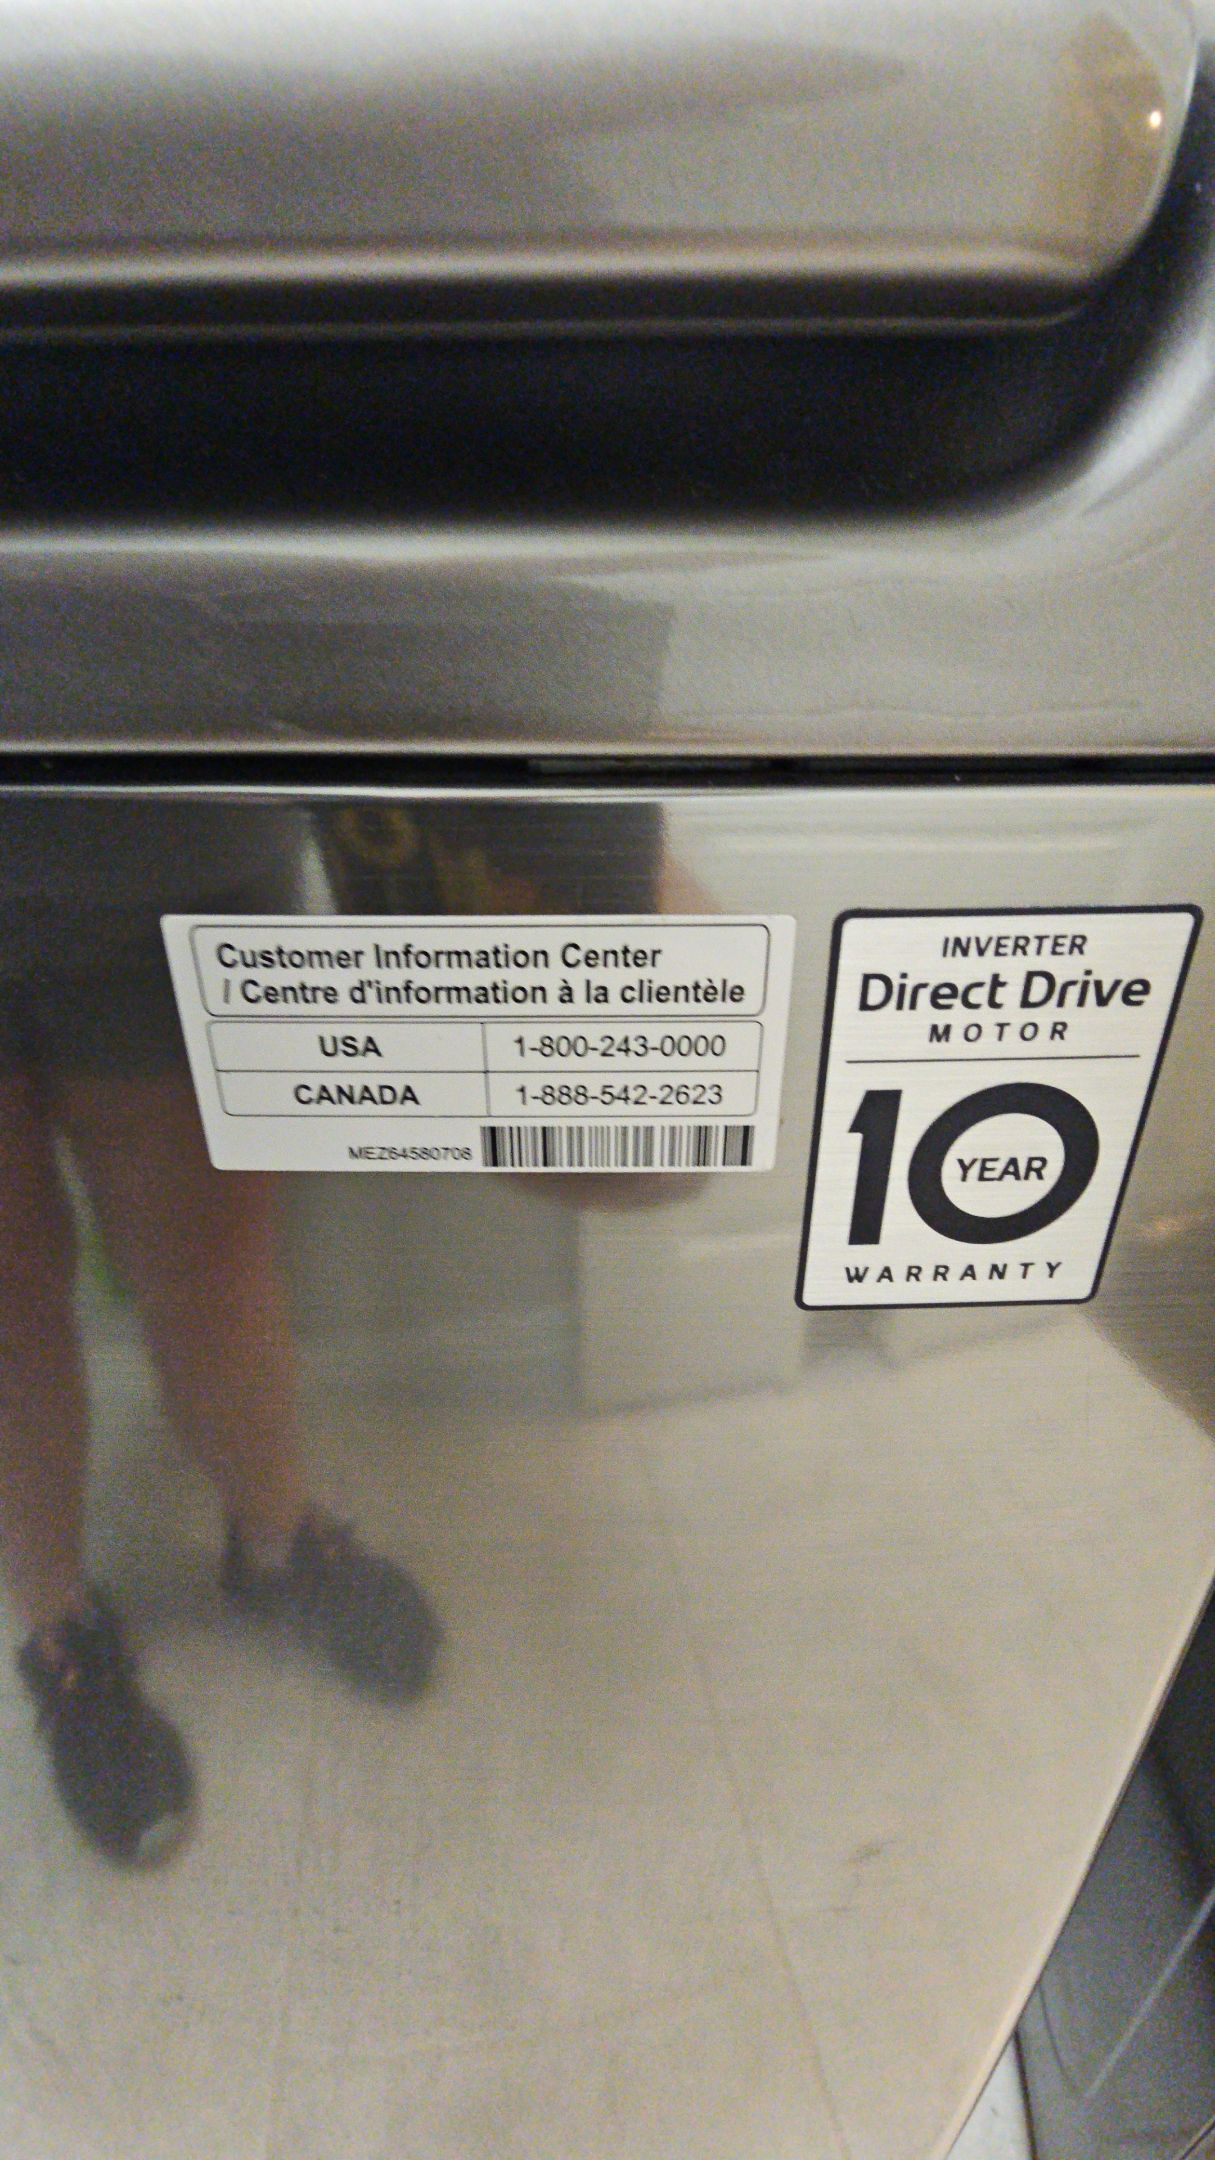 Customer Information Center
/ Centre d'information à la clientèle
USA 1-800-243-0000
CANADA 1-888-542-2623
MEZ64580708
INVERTER
Direct Drive
MOTOR
10
YEAR
WARRANTY